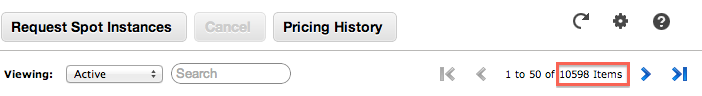 Request Spot Instances Cancel Pricing History
Viewing: Active Search 1 to 50 of 10598 Items